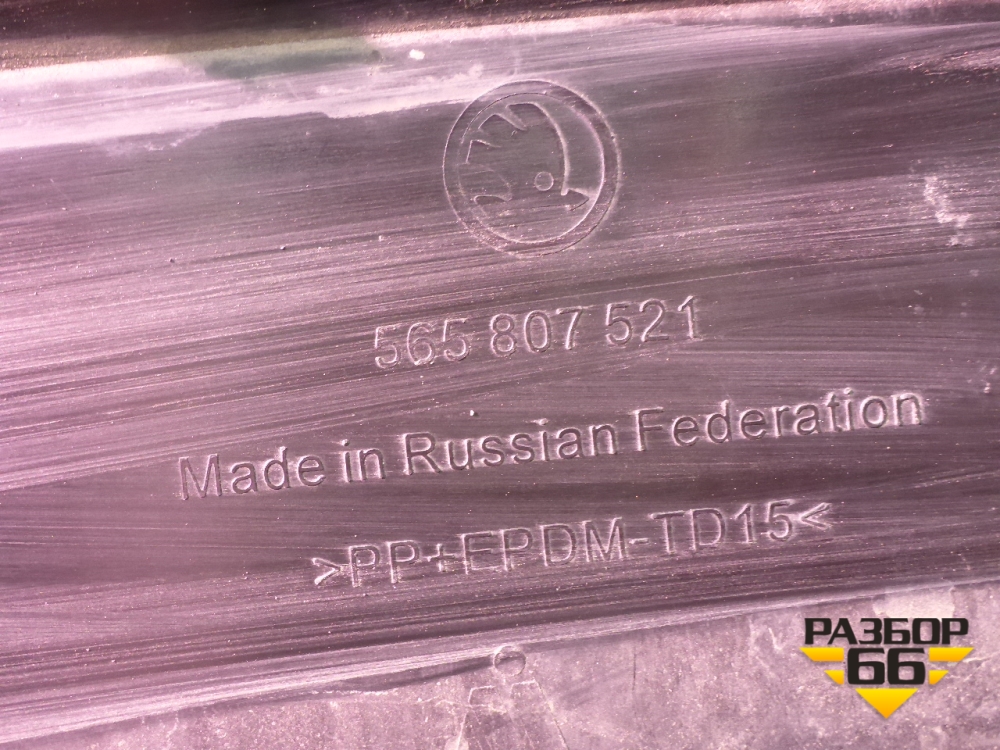 565 807 521
Made in Russian Federation
>PP+EPDM-TD15<
РАЗБОР
66